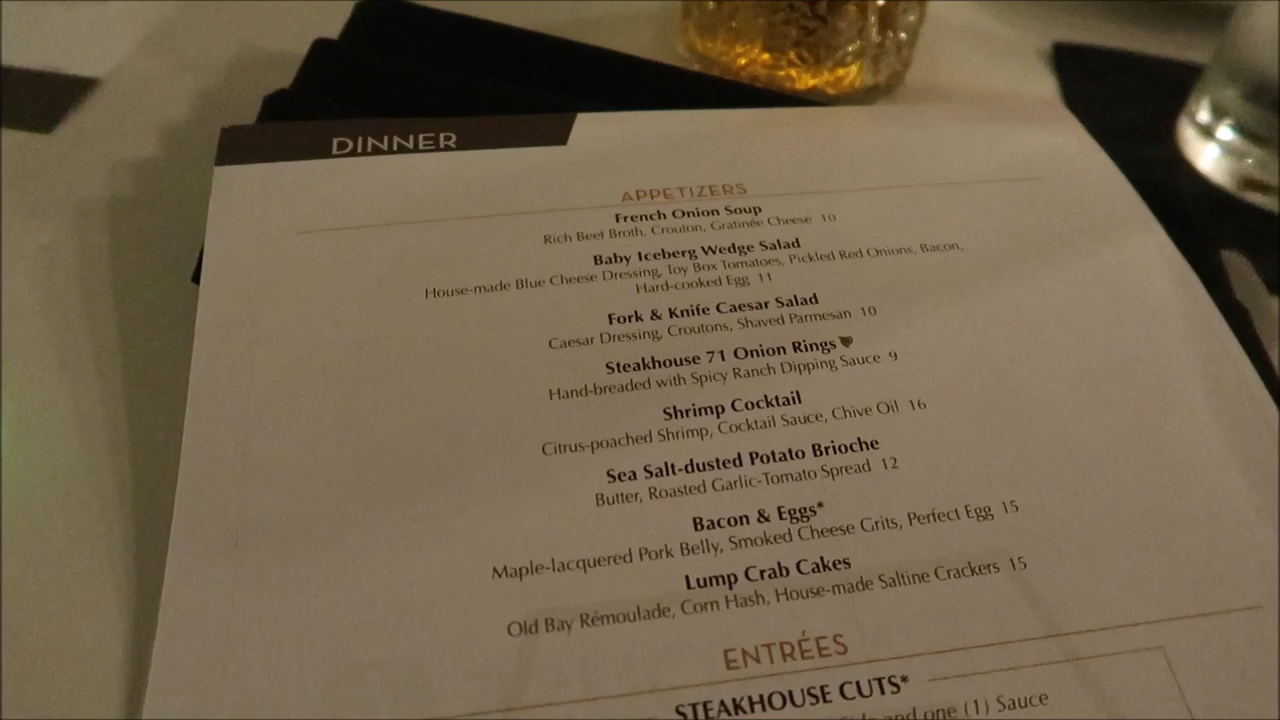 DINNER
APPETIZERS
French Onion Soup
Rich Beef Broth, Crouton, Gratinée Cheese 10
Baby Iceberg Wedge Salad
House-made Blue Cheese Dressing, Toy Box Tomatoes, Pickled Red Onions, Bacon,
Hard-cooked Egg 11
Fork & Knife Caesar Salad
Caesar Dressing, Croutons, Shaved Parmesan 10
Steakhouse 71 Onion Rings
Hand-breaded with Spicy Ranch Dipping Sauce 9
Shrimp Cocktail
Citrus-poached Shrimp, Cocktail Sauce, Chive Oil 16
Sea Salt-dusted Potato Brioche
Butter, Roasted Garlic-Tomato Spread 12
Bacon & Eggs*
Maple-lacquered Pork Belly, Smoked Cheese Grits, Perfect Egg 15
Lump Crab Cakes
Old Bay Rémoulade, Corn Hash, House-made Saltine Crackers 15
ENTRÉES
STEAKHOUSE CUTS*
and one (1) Sauce